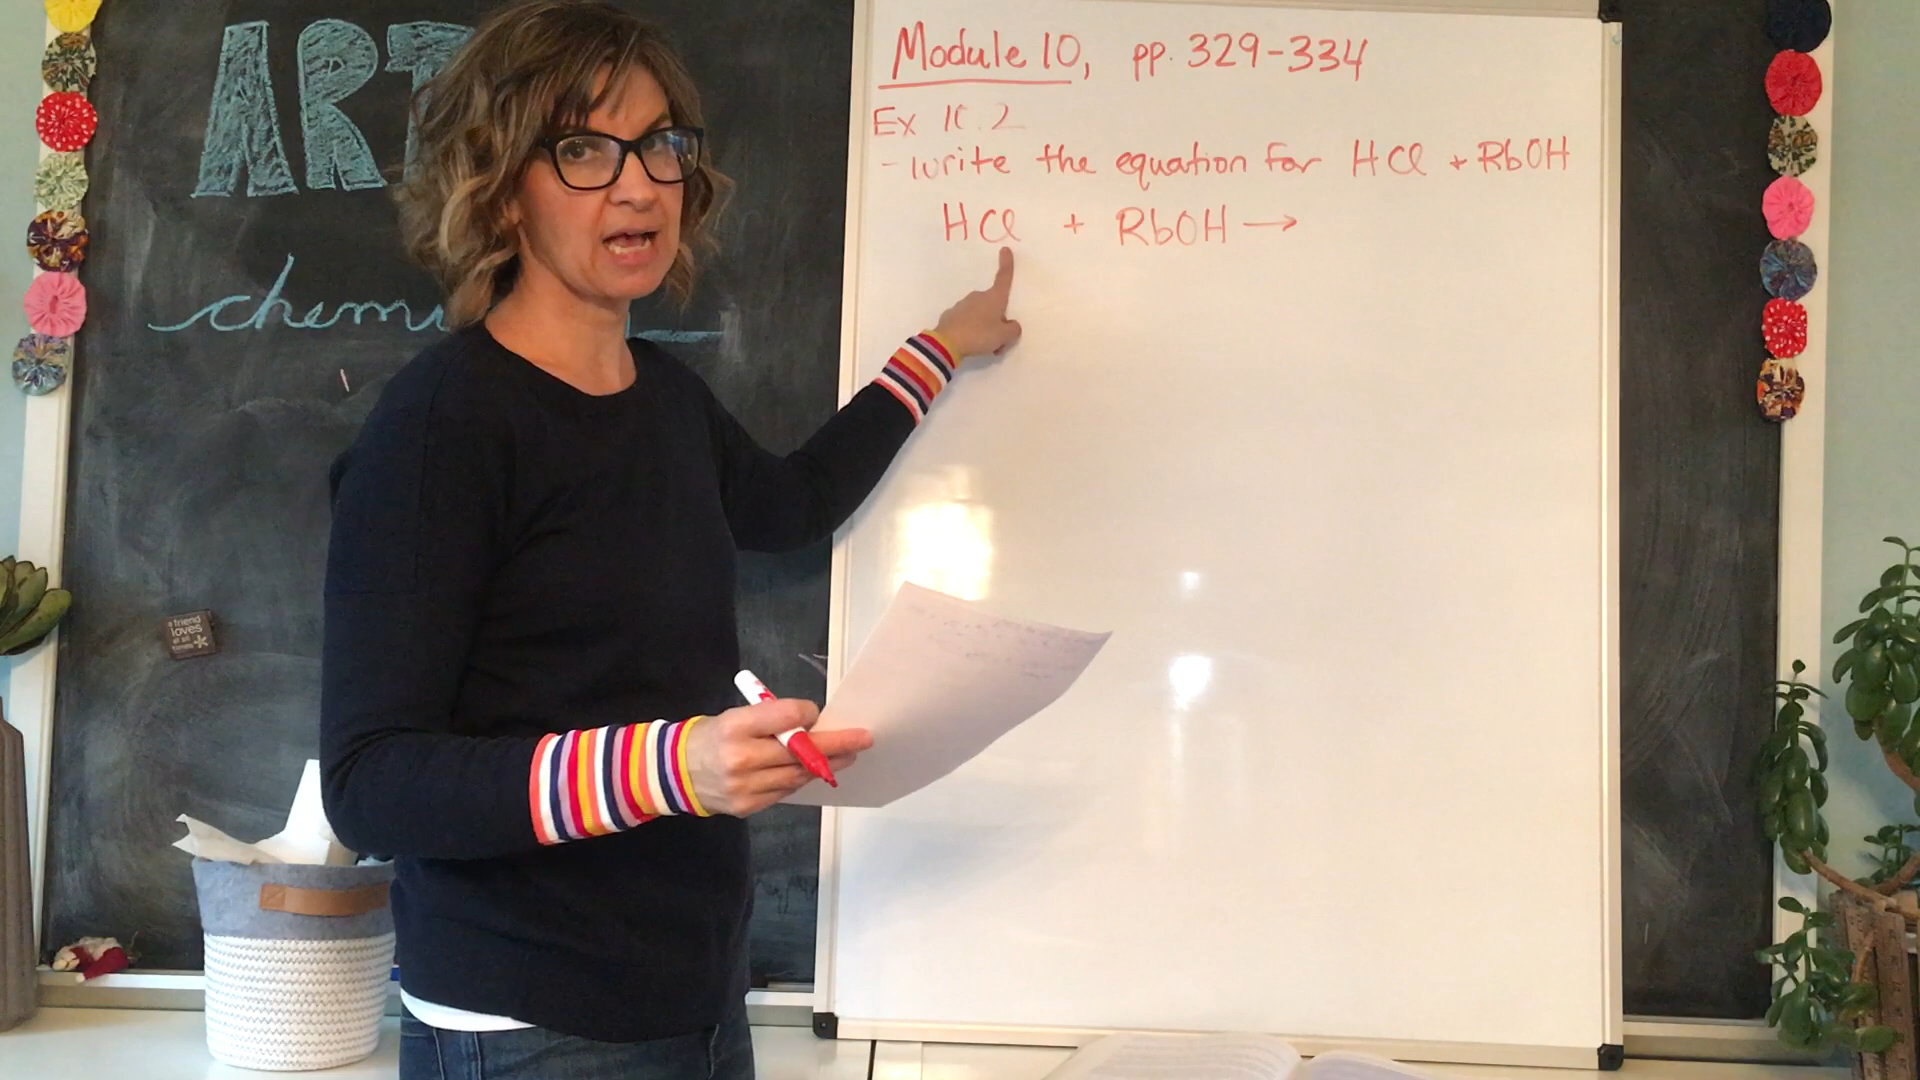 ART
chem
a friend
loves
at all
times
Module 10, pp. 329-334
Ex 10.2
- write the equation for HCl + RbOH
HCl + RbOH →